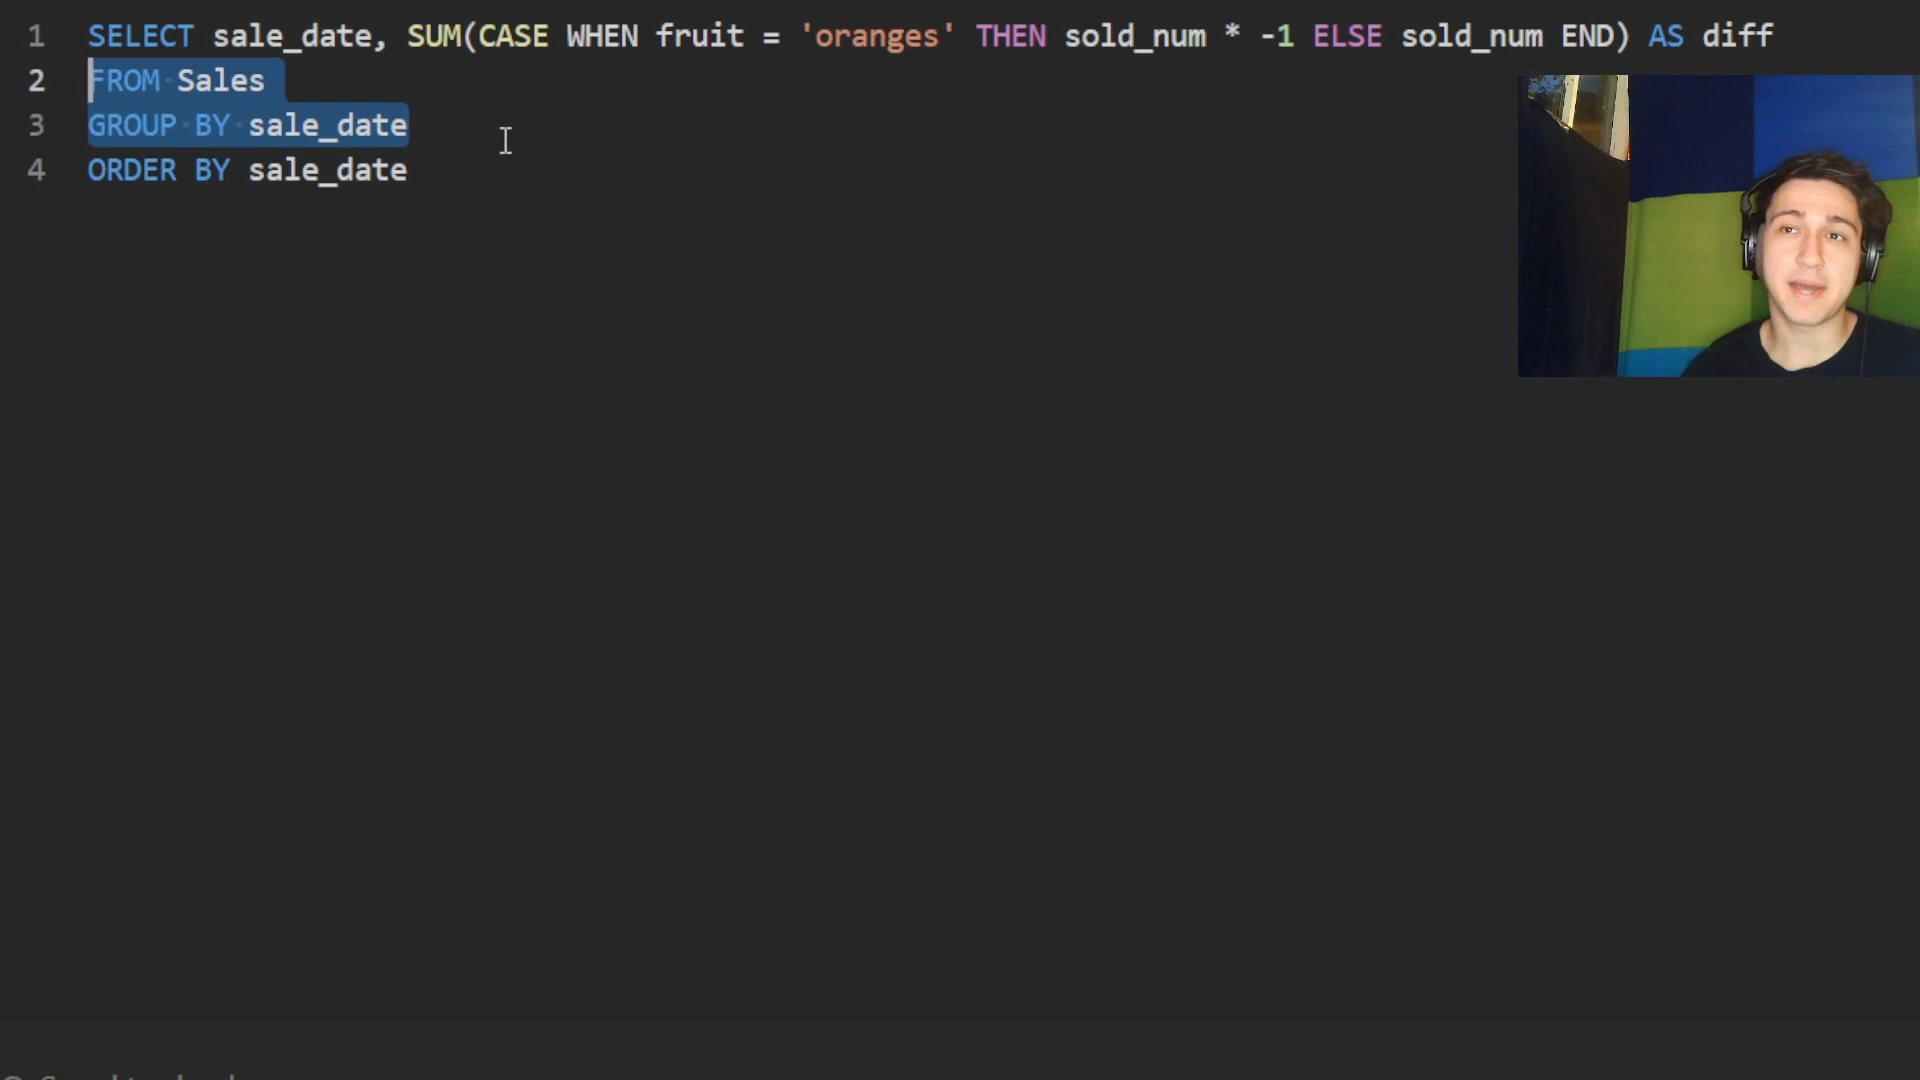 1 SELECT sale_date, SUM(CASE WHEN fruit = 'oranges' THEN sold_num * -1 ELSE sold_num END) AS diff
2 FROM Sales
3 GROUP BY sale_date
4 ORDER BY sale_date